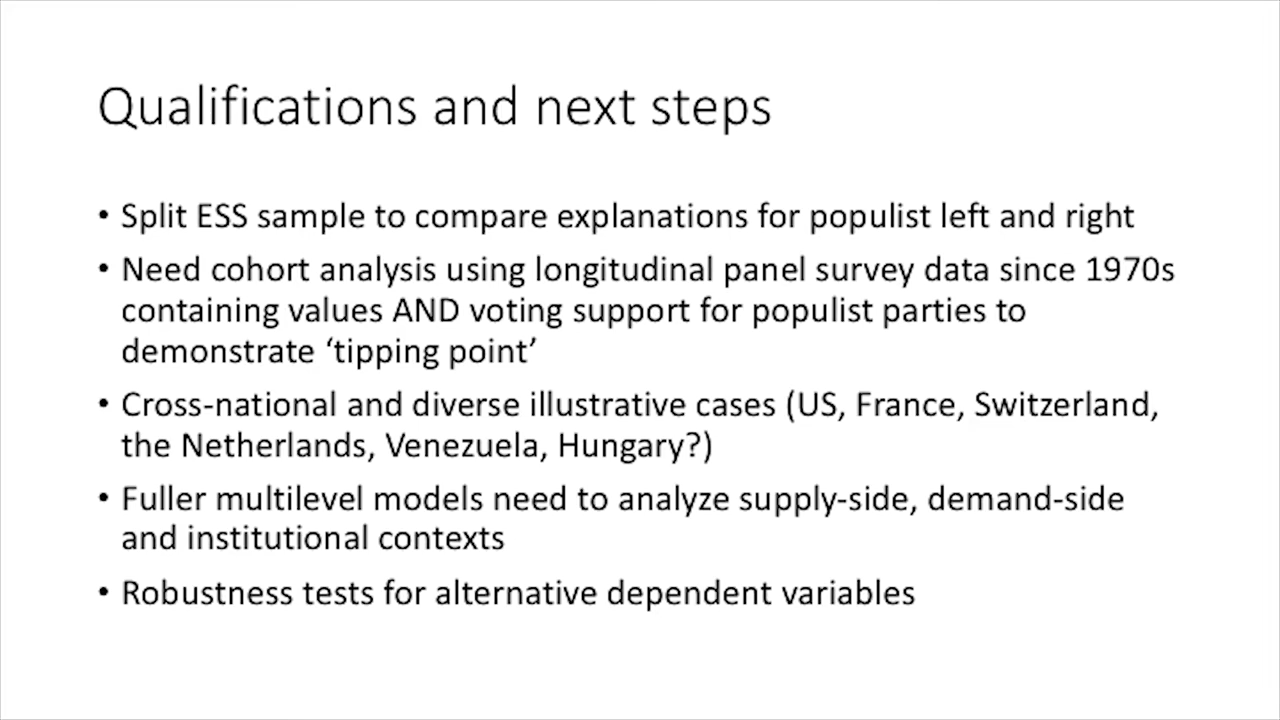 Qualifications and next steps
• Split ESS sample to compare explanations for populist left and right
• Need cohort analysis using longitudinal panel survey data since 1970s
containing values AND voting support for populist parties to
demonstrate ‘tipping point’
• Cross-national and diverse illustrative cases (US, France, Switzerland,
the Netherlands, Venezuela, Hungary?)
• Fuller multilevel models need to analyze supply-side, demand-side
and institutional contexts
• Robustness tests for alternative dependent variables